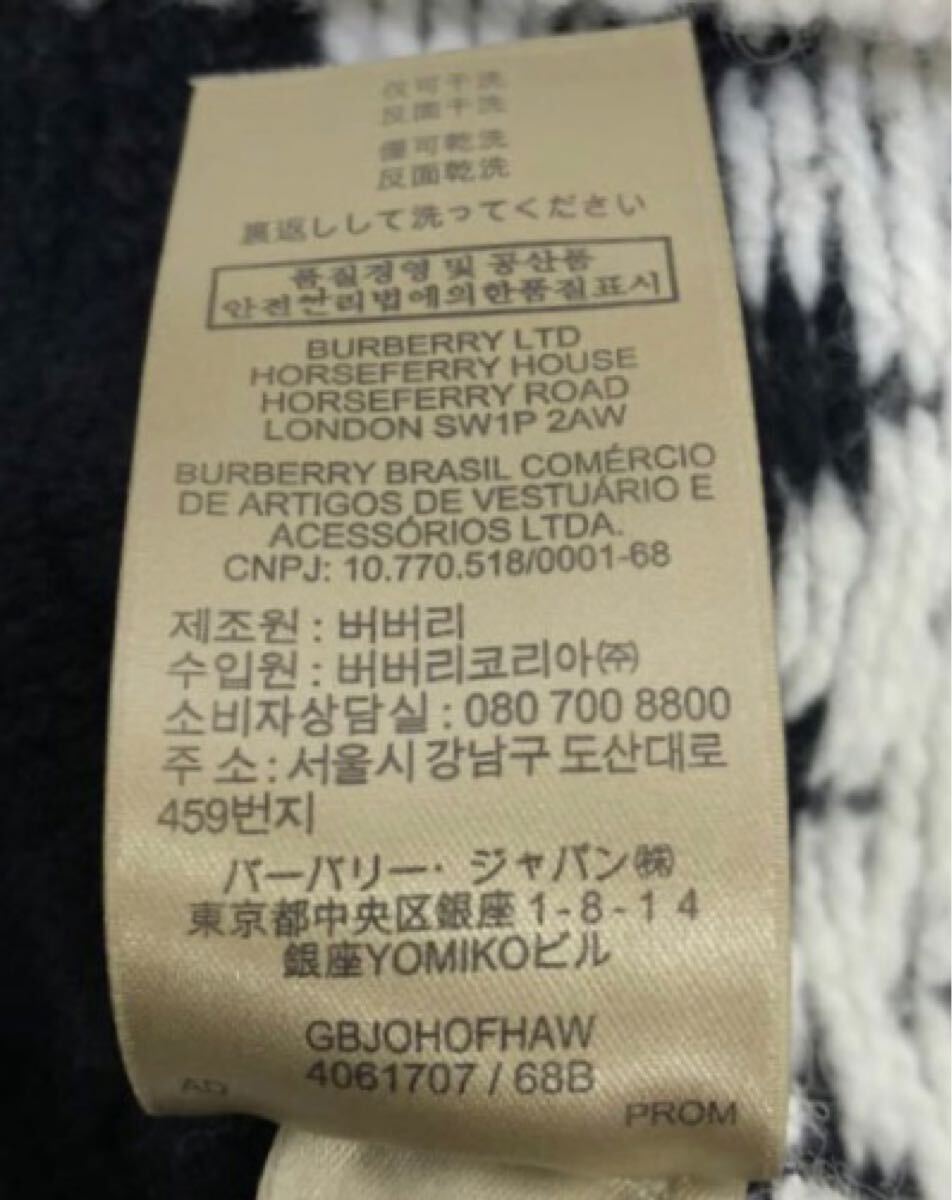 仅可干洗
反面干洗
僅可乾洗
反面乾洗
裏返しして洗ってください
품질경영 및 공산품
안전관리법에의한품질표시
BURBERRY LTD
HORSEFERRY HOUSE
HORSEFERRY ROAD
LONDON SW1P 2AW
BURBERRY BRASIL COMÉRCIO
DE ARTIGOS DE VESTUÁRIO E
ACESSÓRIOS LTDA.
CNPJ: 10.770.518/0001-68
제조원 : 버버리
수입원 : 버버리코리아㈜
소비자상담실 : 080 700 8800
주 소 : 서울시 강남구 도산대로
459번지
バーバリー・ジャパン㈱
東京都中央区銀座 1-8-1 4
銀座YOMIKOビル
GBJOHOFHAW
4061707 / 68B
AD
PROM